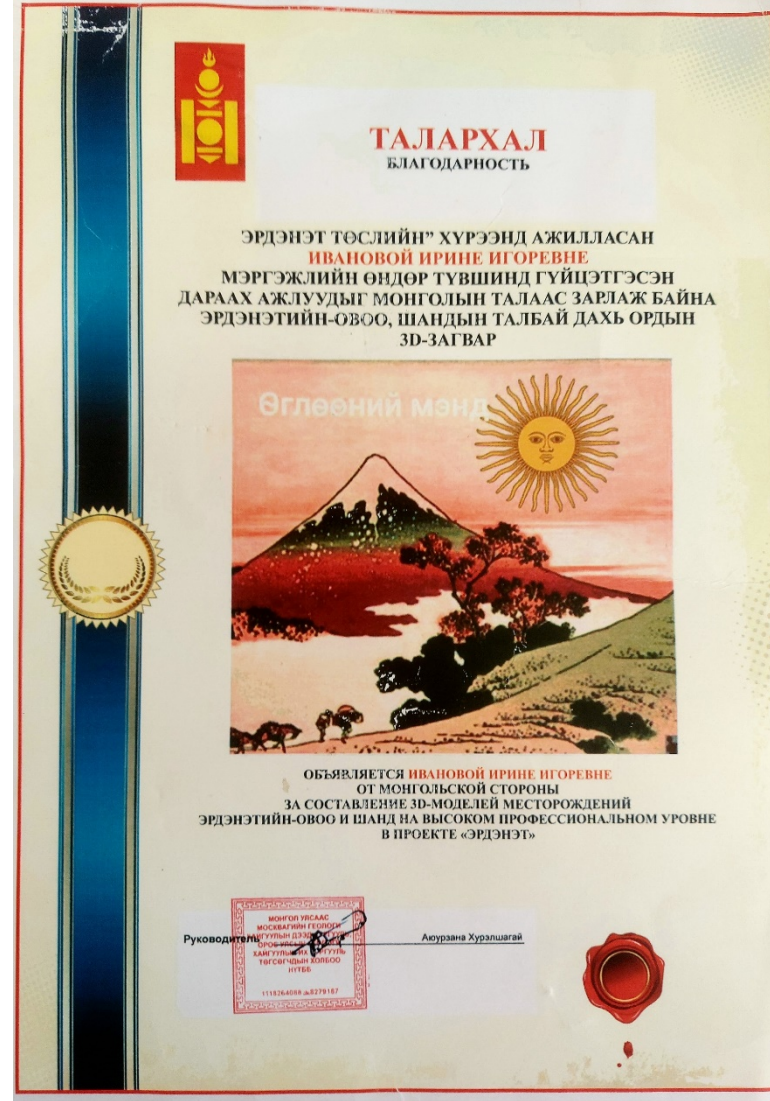 ТАЛАРХАЛ
БЛАГОДАРНОСТЬ
ЭРДЭНЭТ ТӨСЛИЙН” ХҮРЭЭНД АЖИЛЛАСАН
ИВАНОВОЙ ИРИНЕ ИГОРЕВНЕ
МЭРГЭЖЛИЙН ӨНДӨР ТҮВШИНД ГҮЙЦЭТГЭСЭН
ДАРААХ АЖЛУУДЫГ МОНГОЛЫН ТАЛААС ЗАРЛАЖ БАЙНА
ЭРДЭНЭТИЙН-ОВОО, ШАНДЫН ТАЛБАЙ ДАХЬ ОРДЫН
3D-ЗАГВАР
Өглөөний мэнд
ОБЪЯВЛЯЕТСЯ ИВАНОВОЙ ИРИНЕ ИГОРЕВНЕ
ОТ МОНГОЛЬСКОЙ СТОРОНЫ
ЗА СОСТАВЛЕНИЕ 3D-МОДЕЛЕЙ МЕСТОРОЖДЕНИЙ
ЭРДЭНЭТИЙН-ОВОО И ШАНД НА ВЫСОКОМ ПРОФЕССИОНАЛЬНОМ УРОВНЕ
В ПРОЕКТЕ «ЭРДЭНЭТ»
МОНГОЛ УЛСААС
МОСКВАГИЙН ГЕОЛОГИ
Руководитель
Аюурзана Хурэлшагай
ТӨГСӨГЧДЫН ХОЛБОО
НҮТББ